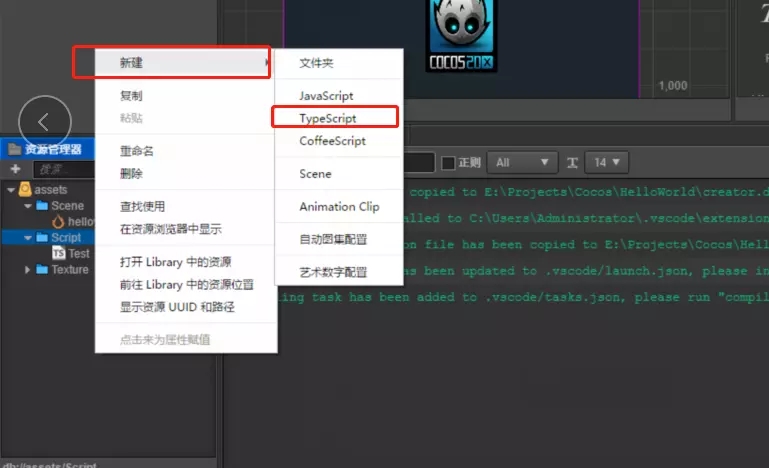 COCOS2DX
1,000
新建
复制
粘贴
重命名
删除
查找使用
在资源浏览器中显示
打开 Library 中的资源
前往 Library 中的资源位置
显示资源 UUID 和路径
点击来为属性赋值
文件夹
JavaScript
TypeScript
CoffeeScript
Scene
Animation Clip
自动图集配置
艺术数字配置
资源管理器
搜索
assets
Scene
hello
Script
TS Test
Texture
正则 All 14
copied to E:\Projects\Cocos\HelloWorld\creator.d
lled to C:\Users\Administrator\.vscode\extension
on file has been copied to E:\Projects\Cocos\Hel
been updated to .vscode/launch.json, please in
ing task has been added to .vscode/tasks.json, please run "compil
db://assets/Script